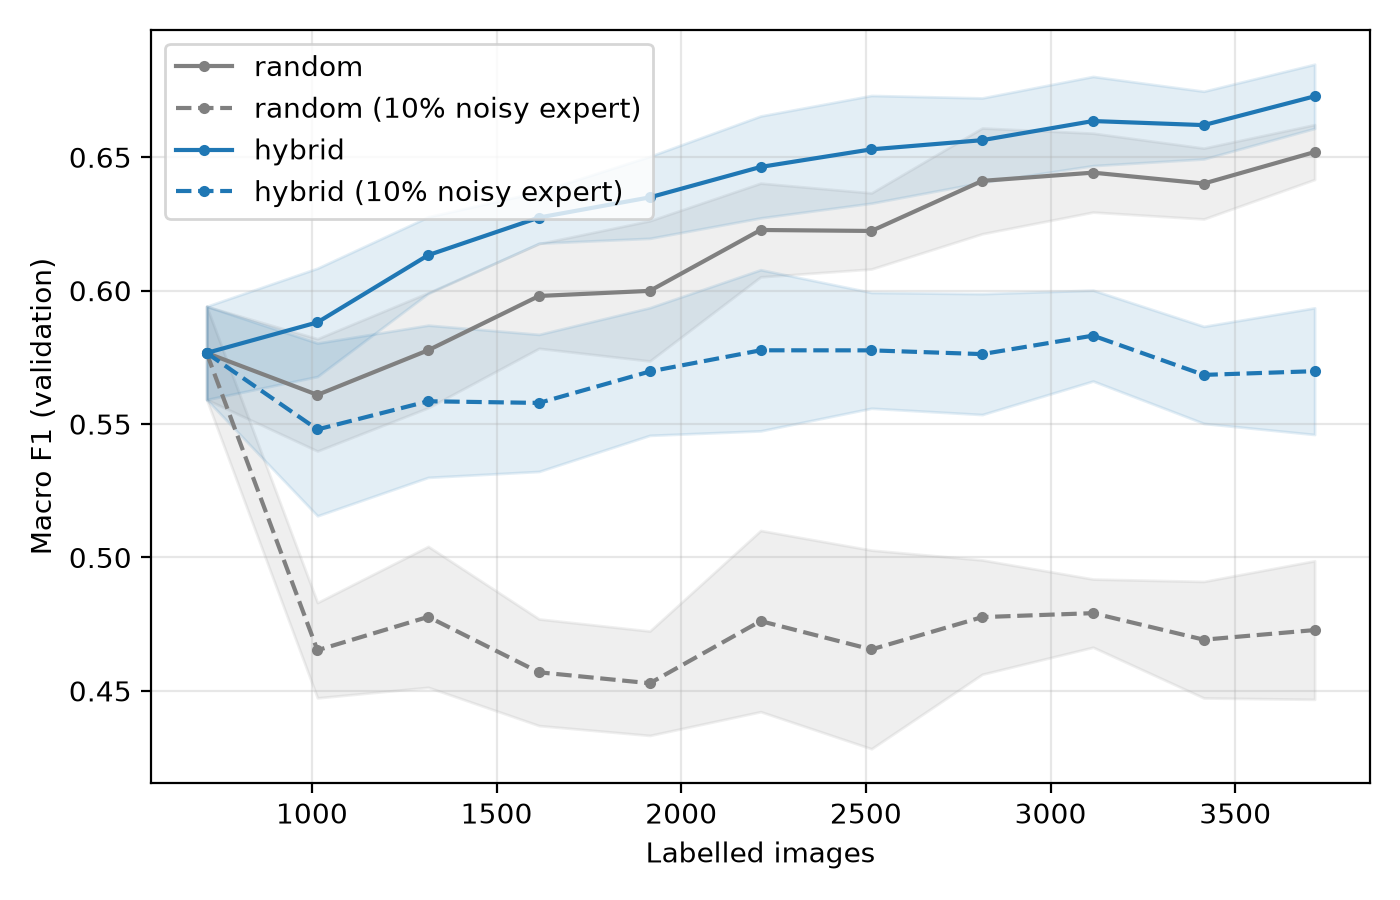 random
random (10% noisy expert)
hybrid
hybrid (10% noisy expert)
0.65
0.60
0.55
0.50
0.45
Macro F1 (validation)
1000 1500 2000 2500 3000 3500
Labelled images